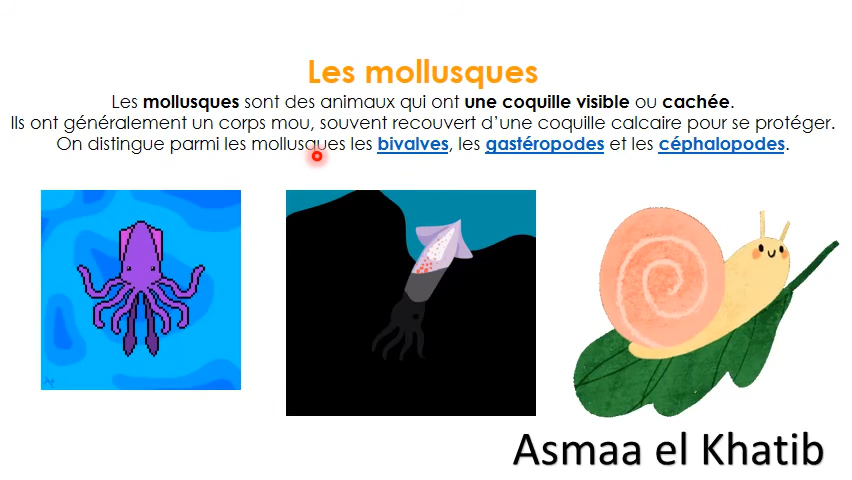 Les mollusques
Les mollusques sont des animaux qui ont une coquille visible ou cachée.
Ils ont généralement un corps mou, souvent recouvert d’une coquille calcaire pour se protéger.
On distingue parmi les mollusques les bivalves, les gastéropodes et les céphalopodes.
Asmaa el Khatib